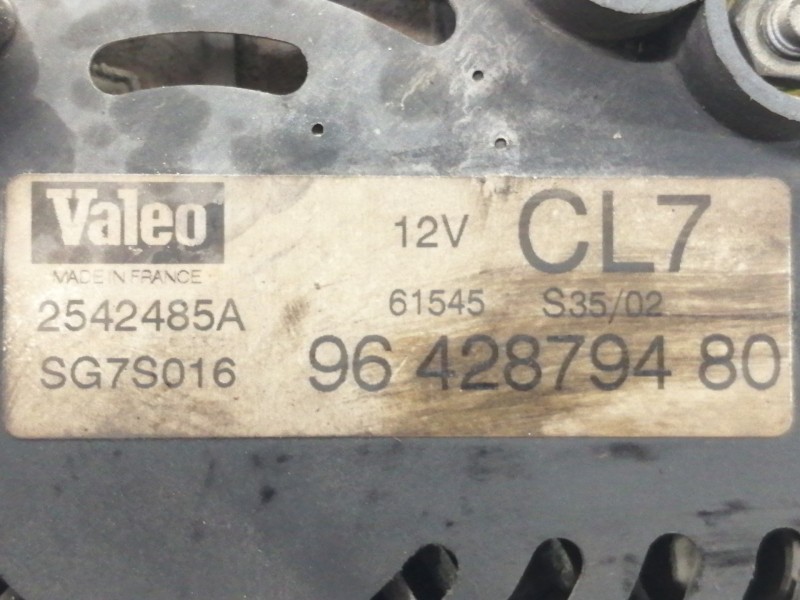 Valeo
12V CL7
MADE IN FRANCE
2542485A 61545 S35/02
SG7S016 96 428794 80